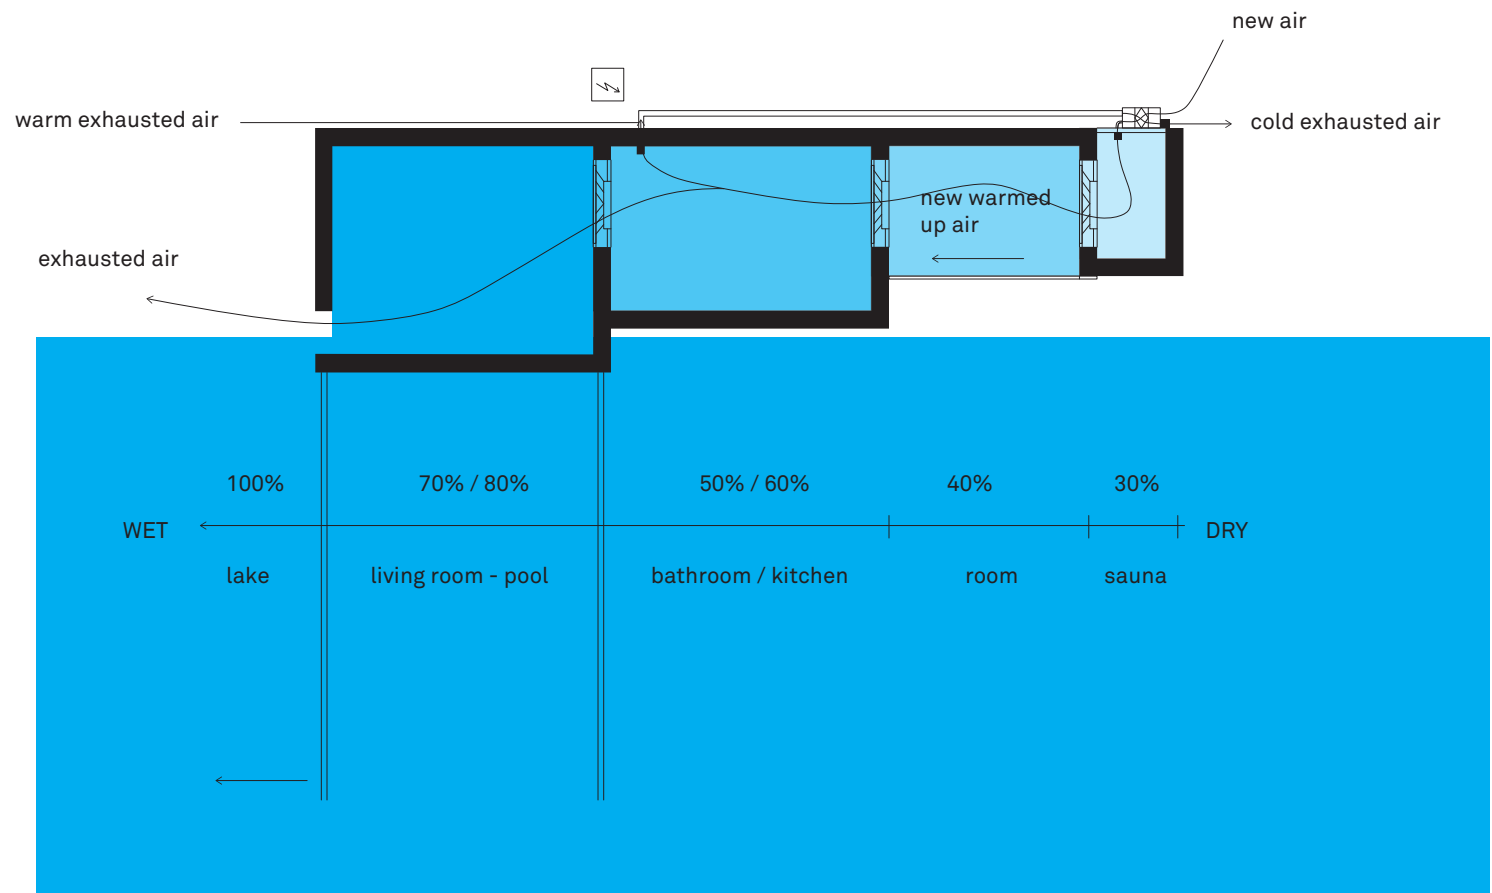 new air
warm exhausted air
cold exhausted air
new warmed
up air
exhausted air
100%
70% / 80%
50% / 60%
40%
30%
WET
DRY
lake
living room - pool
bathroom / kitchen
room
sauna